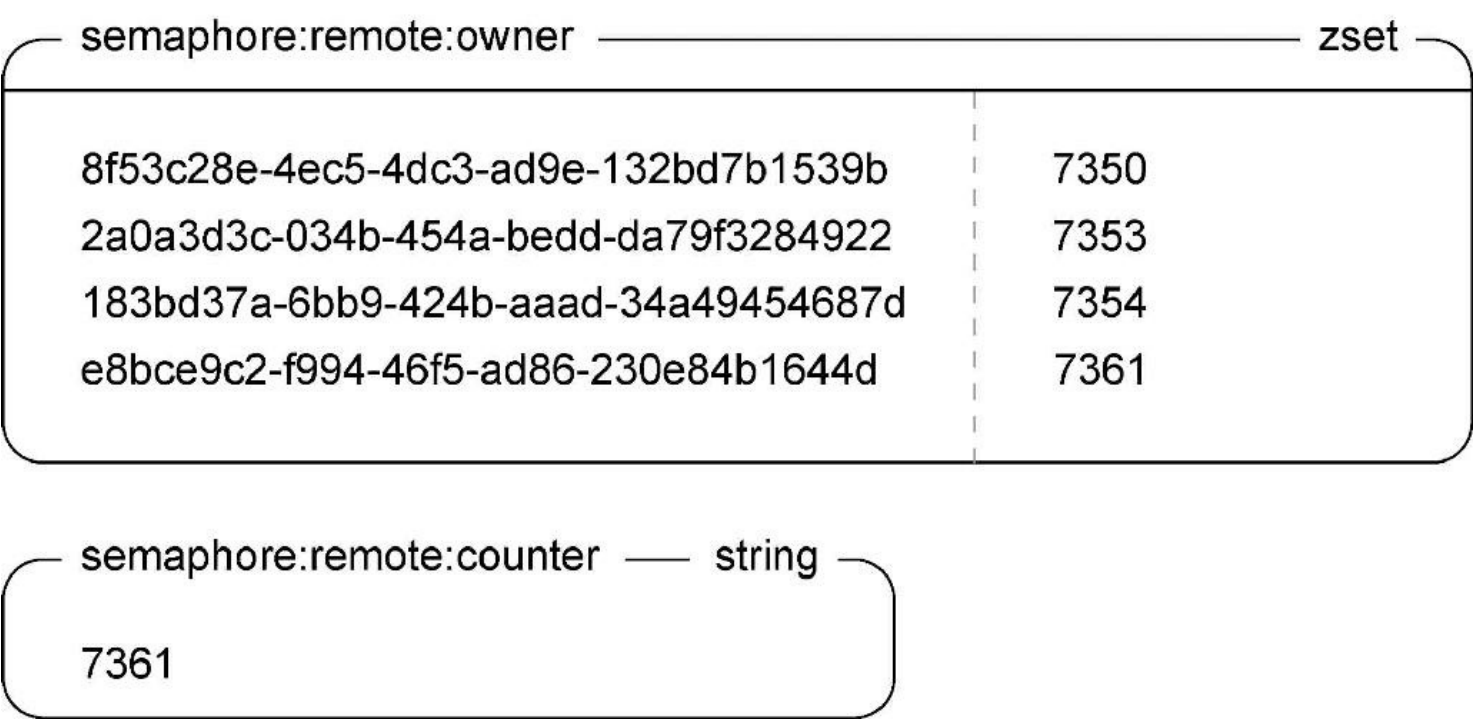 semaphore:remote:owner zset
8f53c28e-4ec5-4dc3-ad9e-132bd7b1539b 7350
2a0a3d3c-034b-454a-bedd-da79f3284922 7353
183bd37a-6bb9-424b-aaad-34a49454687d 7354
e8bce9c2-f994-46f5-ad86-230e84b1644d 7361
semaphore:remote:counter string
7361